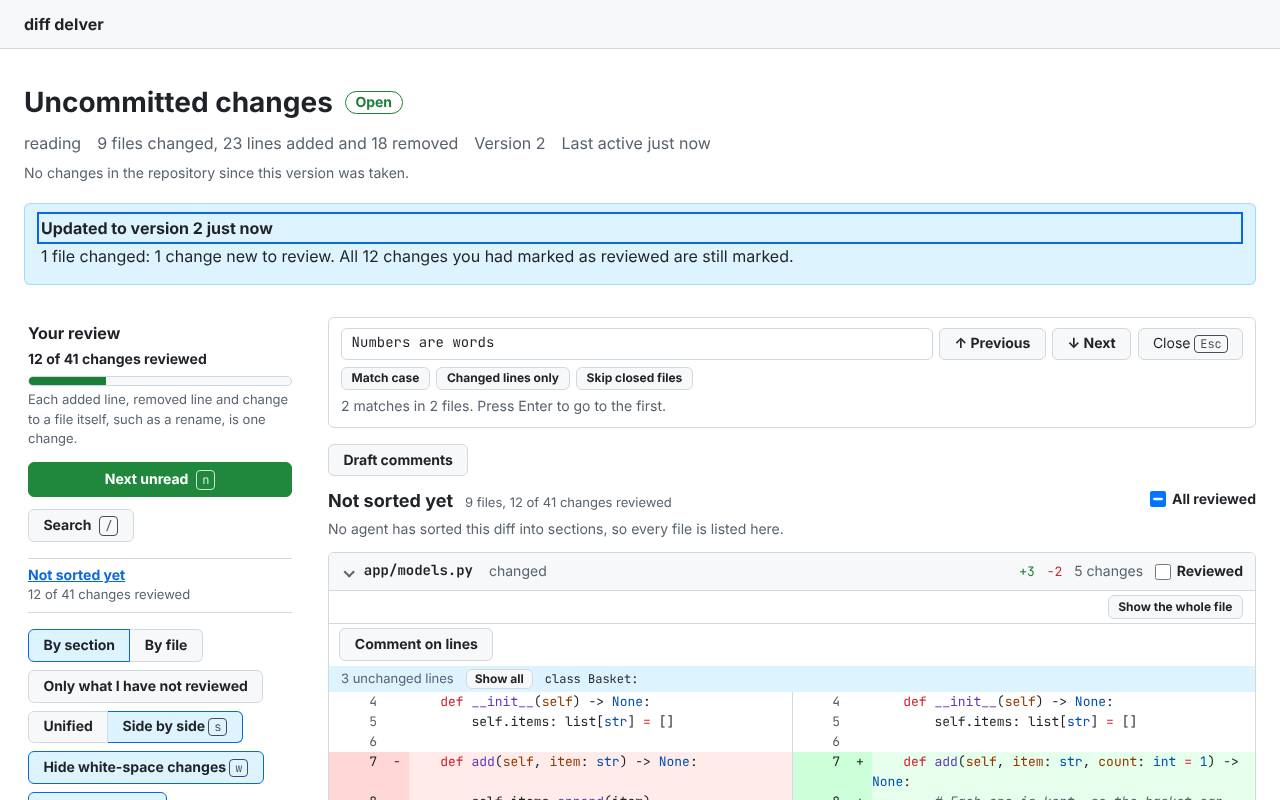 diff delver
Uncommitted changes Open
reading 9 files changed, 23 lines added and 18 removed Version 2 Last active just now
No changes in the repository since this version was taken.
Updated to version 2 just now
1 file changed: 1 change new to review. All 12 changes you had marked as reviewed are still marked.
Your review
12 of 41 changes reviewed
Each added line, removed line and change
to a file itself, such as a rename, is one
change.
Next unread n
Search /
Not sorted yet
12 of 41 changes reviewed
By section By file
Only what I have not reviewed
Unified Side by side s
Hide white-space changes w
Numbers are words ↑ Previous ↓ Next Close Esc
Match case Changed lines only Skip closed files
2 matches in 2 files. Press Enter to go to the first.
Draft comments
Not sorted yet 9 files, 12 of 41 changes reviewed All reviewed
No agent has sorted this diff into sections, so every file is listed here.
app/models.py changed +3 -2 5 changes Reviewed
Show the whole file
Comment on lines
3 unchanged lines Show all class Basket:
4 def __init__(self) -> None: 4 def __init__(self) -> None:
5 self.items: list[str] = [] 5 self.items: list[str] = []
6 6
7 - def add(self, item: str) -> None: 7 + def add(self, item: str, count: int = 1) ->
None: